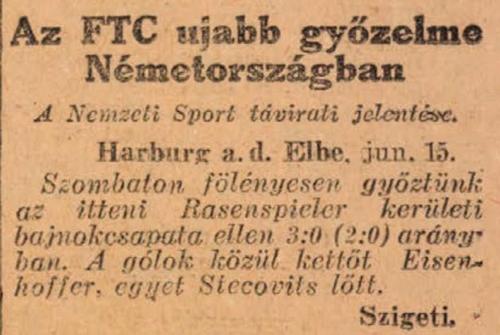 Az FTC ujabb győzelme
Németországban
A Nemzeti Sport távirati jelentése.
Harburg a. d. Elbe, jun. 15.
Szombaton fölényesen győztünk
az itteni Rasenspieler kerületi
bajnokcsapata ellen 3:0 (2:0) arány-
ban. A gólok közül kettőt Eisen-
hoffer, egyet Stecovits lőtt.
Szigeti.